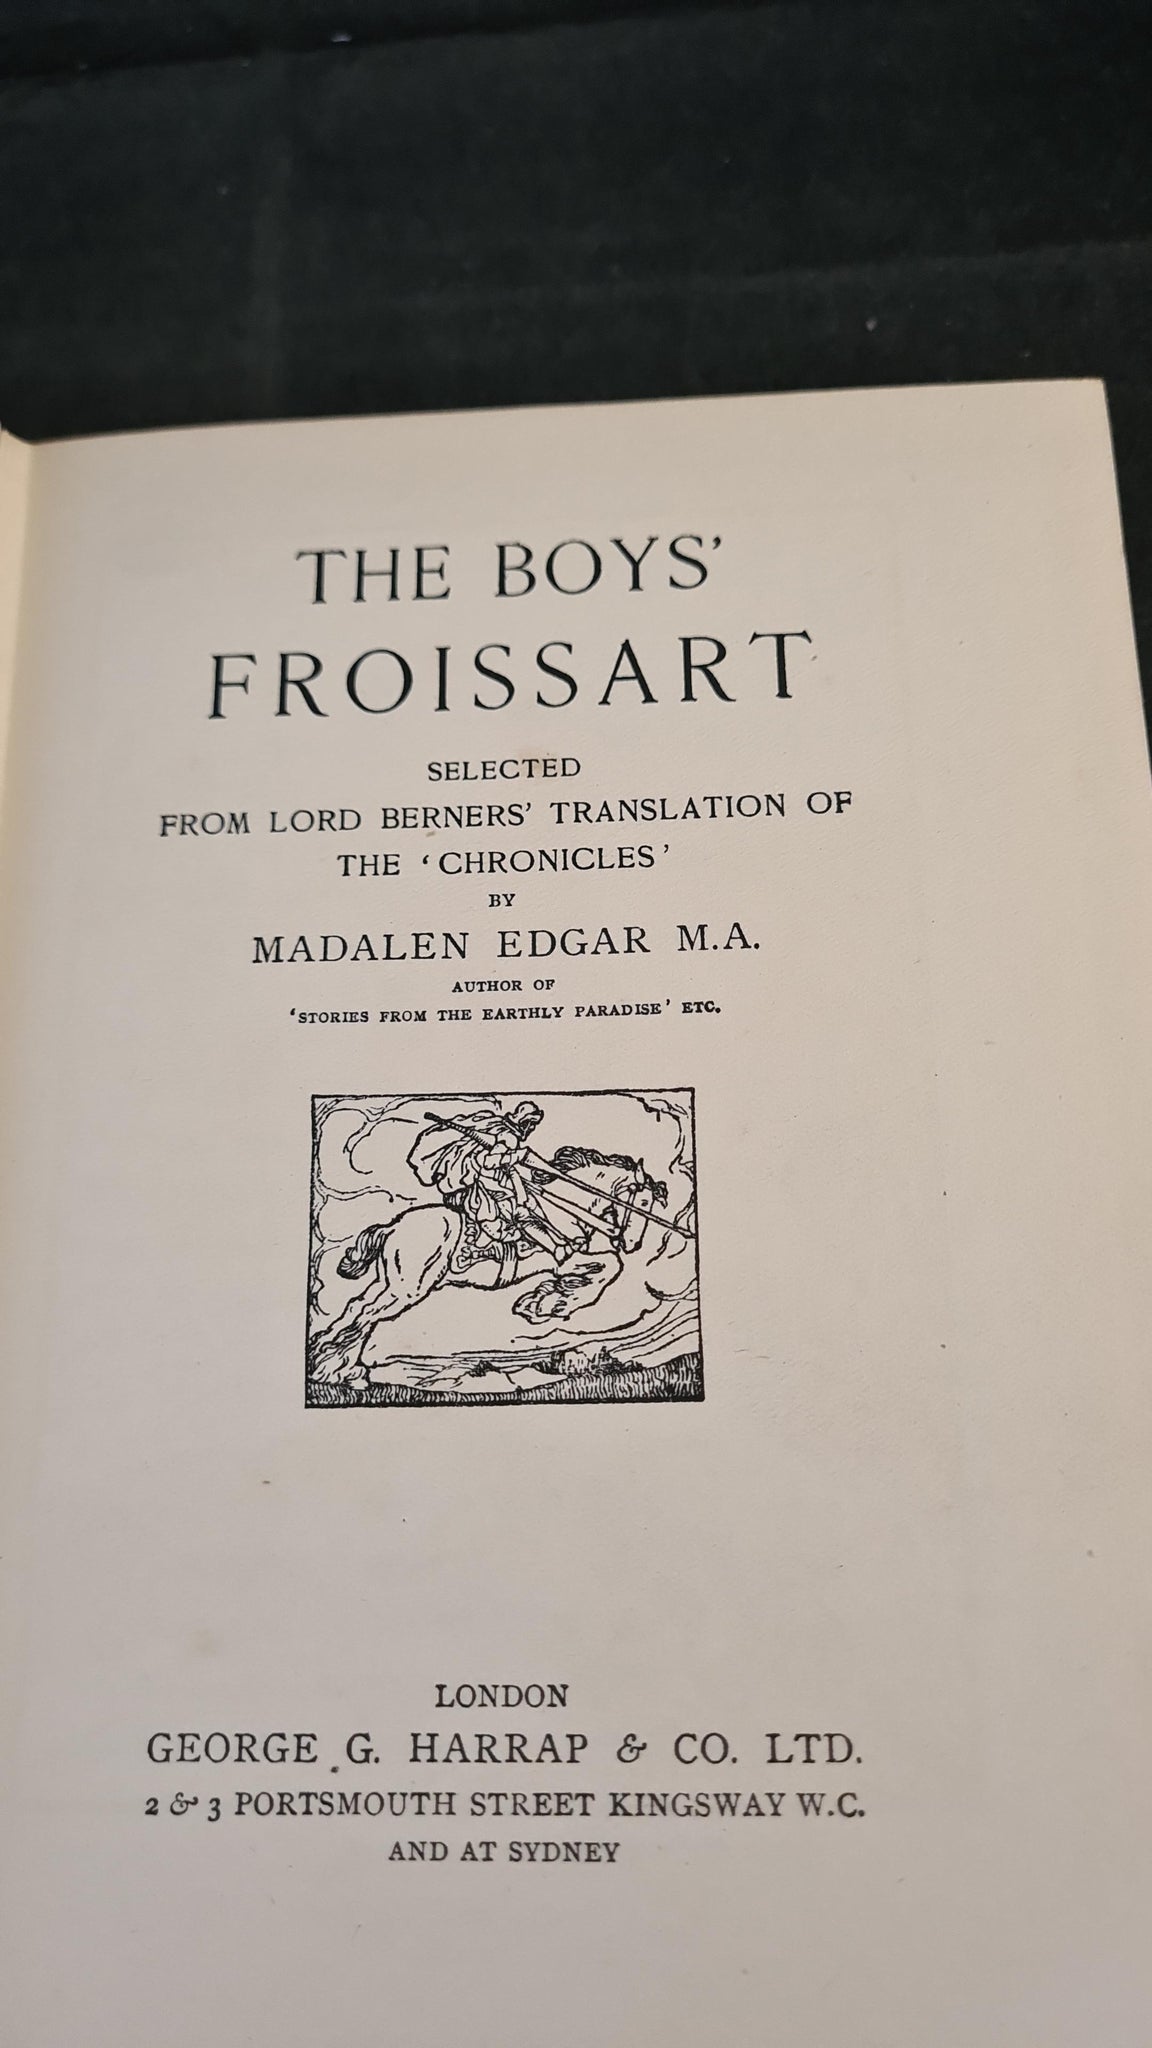 THE BOYS'
FROISSART
SELECTED
FROM LORD BERNERS' TRANSLATION OF
THE 'CHRONICLES'
BY
MADALEN EDGAR M.A.
AUTHOR OF
'STORIES FROM THE EARTHLY PARADISE' ETC.
LONDON
GEORGE G. HARRAP & CO. LTD.
2 & 3 PORTSMOUTH STREET KINGSWAY W.C.
AND AT SYDNEY